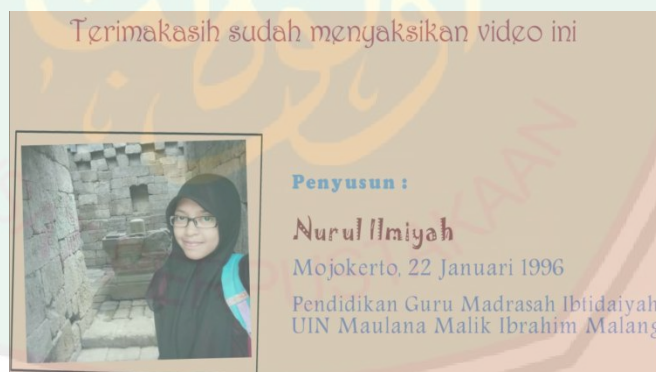 Terimakasih sudah menyaksikan video ini
Penyusun :
Nurul Ilmiyah
Mojokerto, 22 Januari 1996
Pendidikan Guru Madrasah Ibtidaiyah
UIN Maulana Malik Ibrahim Malang